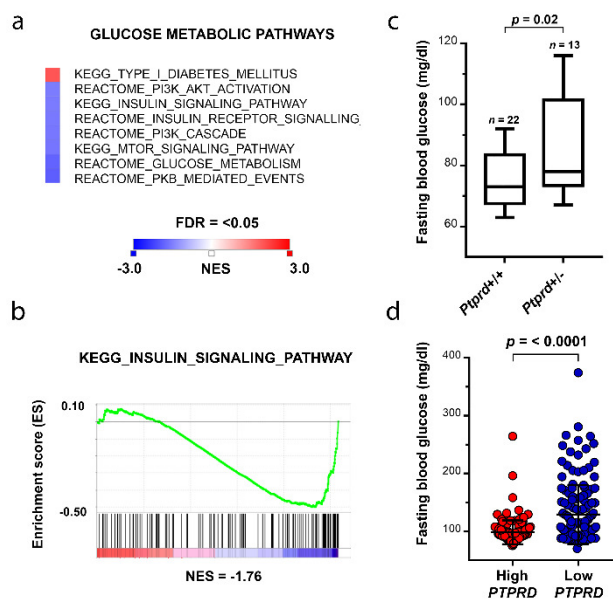 a
GLUCOSE METABOLIC PATHWAYS
KEGG_TYPE_I_DIABETES_MELLITUS
REACTOME_PI3K_AKT_ACTIVATION
KEGG_INSULIN_SIGNALING_PATHWAY
REACTOME_INSULIN_RECEPTOR_SIGNALLING_
REACTOME_PI3K_CASCADE
KEGG_MTOR_SIGNALING_PATHWAY
REACTOME_GLUCOSE_METABOLISM
REACTOME_PKB_MEDIATED_EVENTS
FDR = <0.05
-3.0 NES 3.0
b
KEGG_INSULIN_SIGNALING_PATHWAY
Enrichment score (ES)
0.10
-0.50
NES = -1.76
c
p = 0.02
n = 22
n = 13
Fasting blood glucose (mg/dl)
120
100
80
60
Ptprd+/+
Ptprd+/-
d
p = < 0.0001
Fasting blood glucose (mg/dl)
400
300
200
100
High Low
PTPRD PTPRD